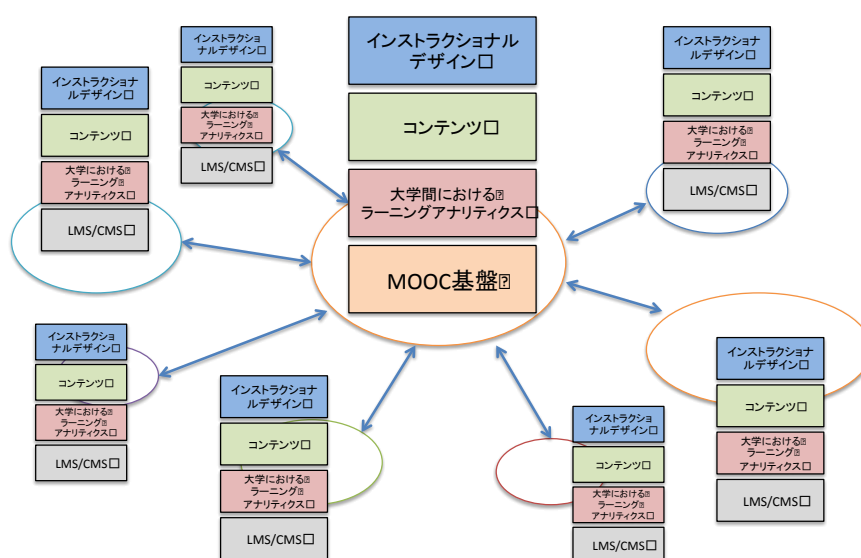 インストラクショナル
デザイン□
コンテンツ□
大学間における⍰
ラーニングアナリティクス□
MOOC基盤⍰
インストラクショ
ナルデザイン□
コンテンツ□
大学における⍰
ラーニング⍰
アナリティクス□
LMS/CMS□
インストラクショナ
ルデザイン□
コンテンツ□
大学における⍰
ラーニング⍰
アナリティクス□
LMS/CMS□
インストラクショナ
ルデザイン□
コンテンツ□
大学における⍰
ラーニング⍰
アナリティクス□
LMS/CMS□
インストラクショ
ナルデザイン□
コンテンツ□
大学における⍰
ラーニング⍰
アナリティクス□
LMS/CMS□
インストラクショナ
ルデザイン□
コンテンツ□
大学における⍰
ラーニング⍰
アナリティクス□
LMS/CMS□
インストラクショ
ナルデザイン□
コンテンツ□
大学における⍰
ラーニング⍰
アナリティクス□
LMS/CMS□
インストラクショナ
ルデザイン□
コンテンツ□
大学における⍰
ラーニング⍰
アナリティクス□
LMS/CMS□